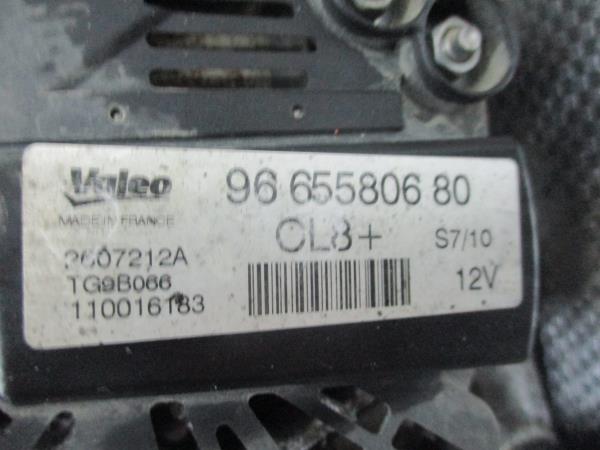 Valeo
96 655806 80
MADE IN FRANCE
CL8+
S7/10
2607212A
TG9B066
12V
110016183